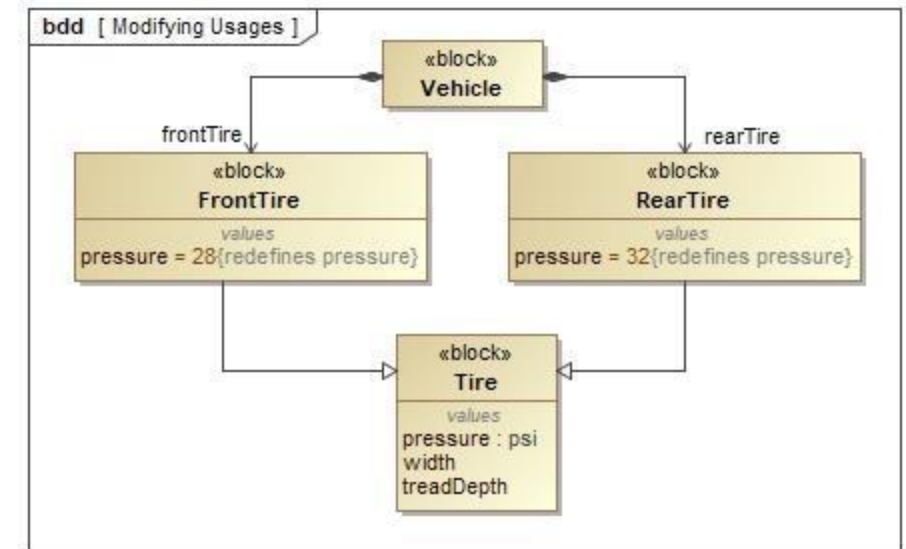 bdd [ Modifying Usages ]
«block»
Vehicle
frontTire
rearTire
«block»
FrontTire
values
pressure = 28{redefines pressure}
«block»
RearTire
values
pressure = 32{redefines pressure}
«block»
Tire
values
pressure : psi
width
treadDepth